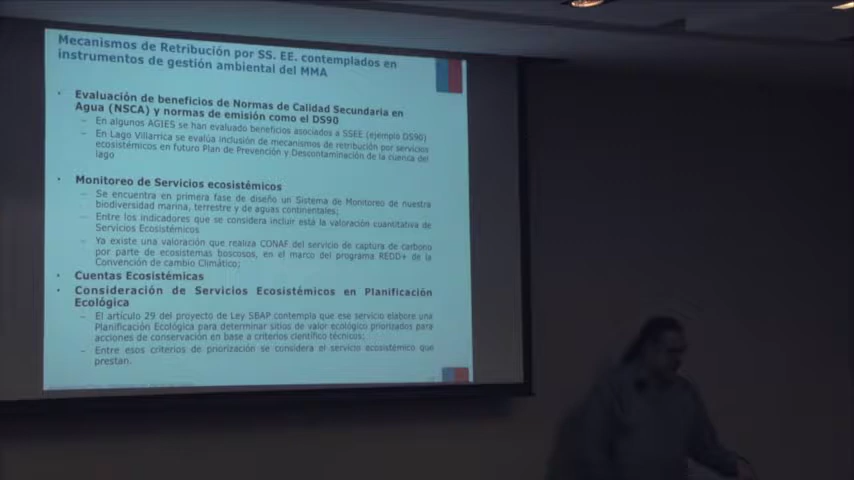 Mecanismos de Retribución por SS. EE. contemplados en
instrumentos de gestión ambiental del MMA
• Evaluación de beneficios de Normas de Calidad Secundaria en
Agua (NSCA) y normas de emisión como el DS90
– En algunos AGIES se han evaluado beneficios asociados a SSEE (ejemplo DS90)
– En Lago Villarrica se evalúa inclusión de mecanismos de retribución por servicios
ecosistémicos en futuro Plan de Prevención y Descontaminación de la cuenca del
lago
• Monitoreo de Servicios ecosistémicos
– Se encuentra en primera fase de diseño un Sistema de Monitoreo de nuestra
biodiversidad marina, terrestre y de aguas continentales;
– Entre los indicadores que se considera incluir está la valoración cuantitativa de
Servicios Ecosistémicos
– Ya existe una valoración que realiza CONAF del servicio de captura de carbono
por parte de ecosistemas boscosos, en el marco del programa REDD+ de la
Convención de cambio Climático;
• Cuentas Ecosistémicas
• Consideración de Servicios Ecosistémicos en Planificación
Ecológica
– El artículo 29 del proyecto de Ley SBAP contempla que ese servicio elabore una
Planificación Ecológica para determinar sitios de valor ecológico priorizados para
acciones de conservación en base a criterios científico técnicos;
– Entre esos criterios de priorización se considera el servicio ecosistémico que
prestan.